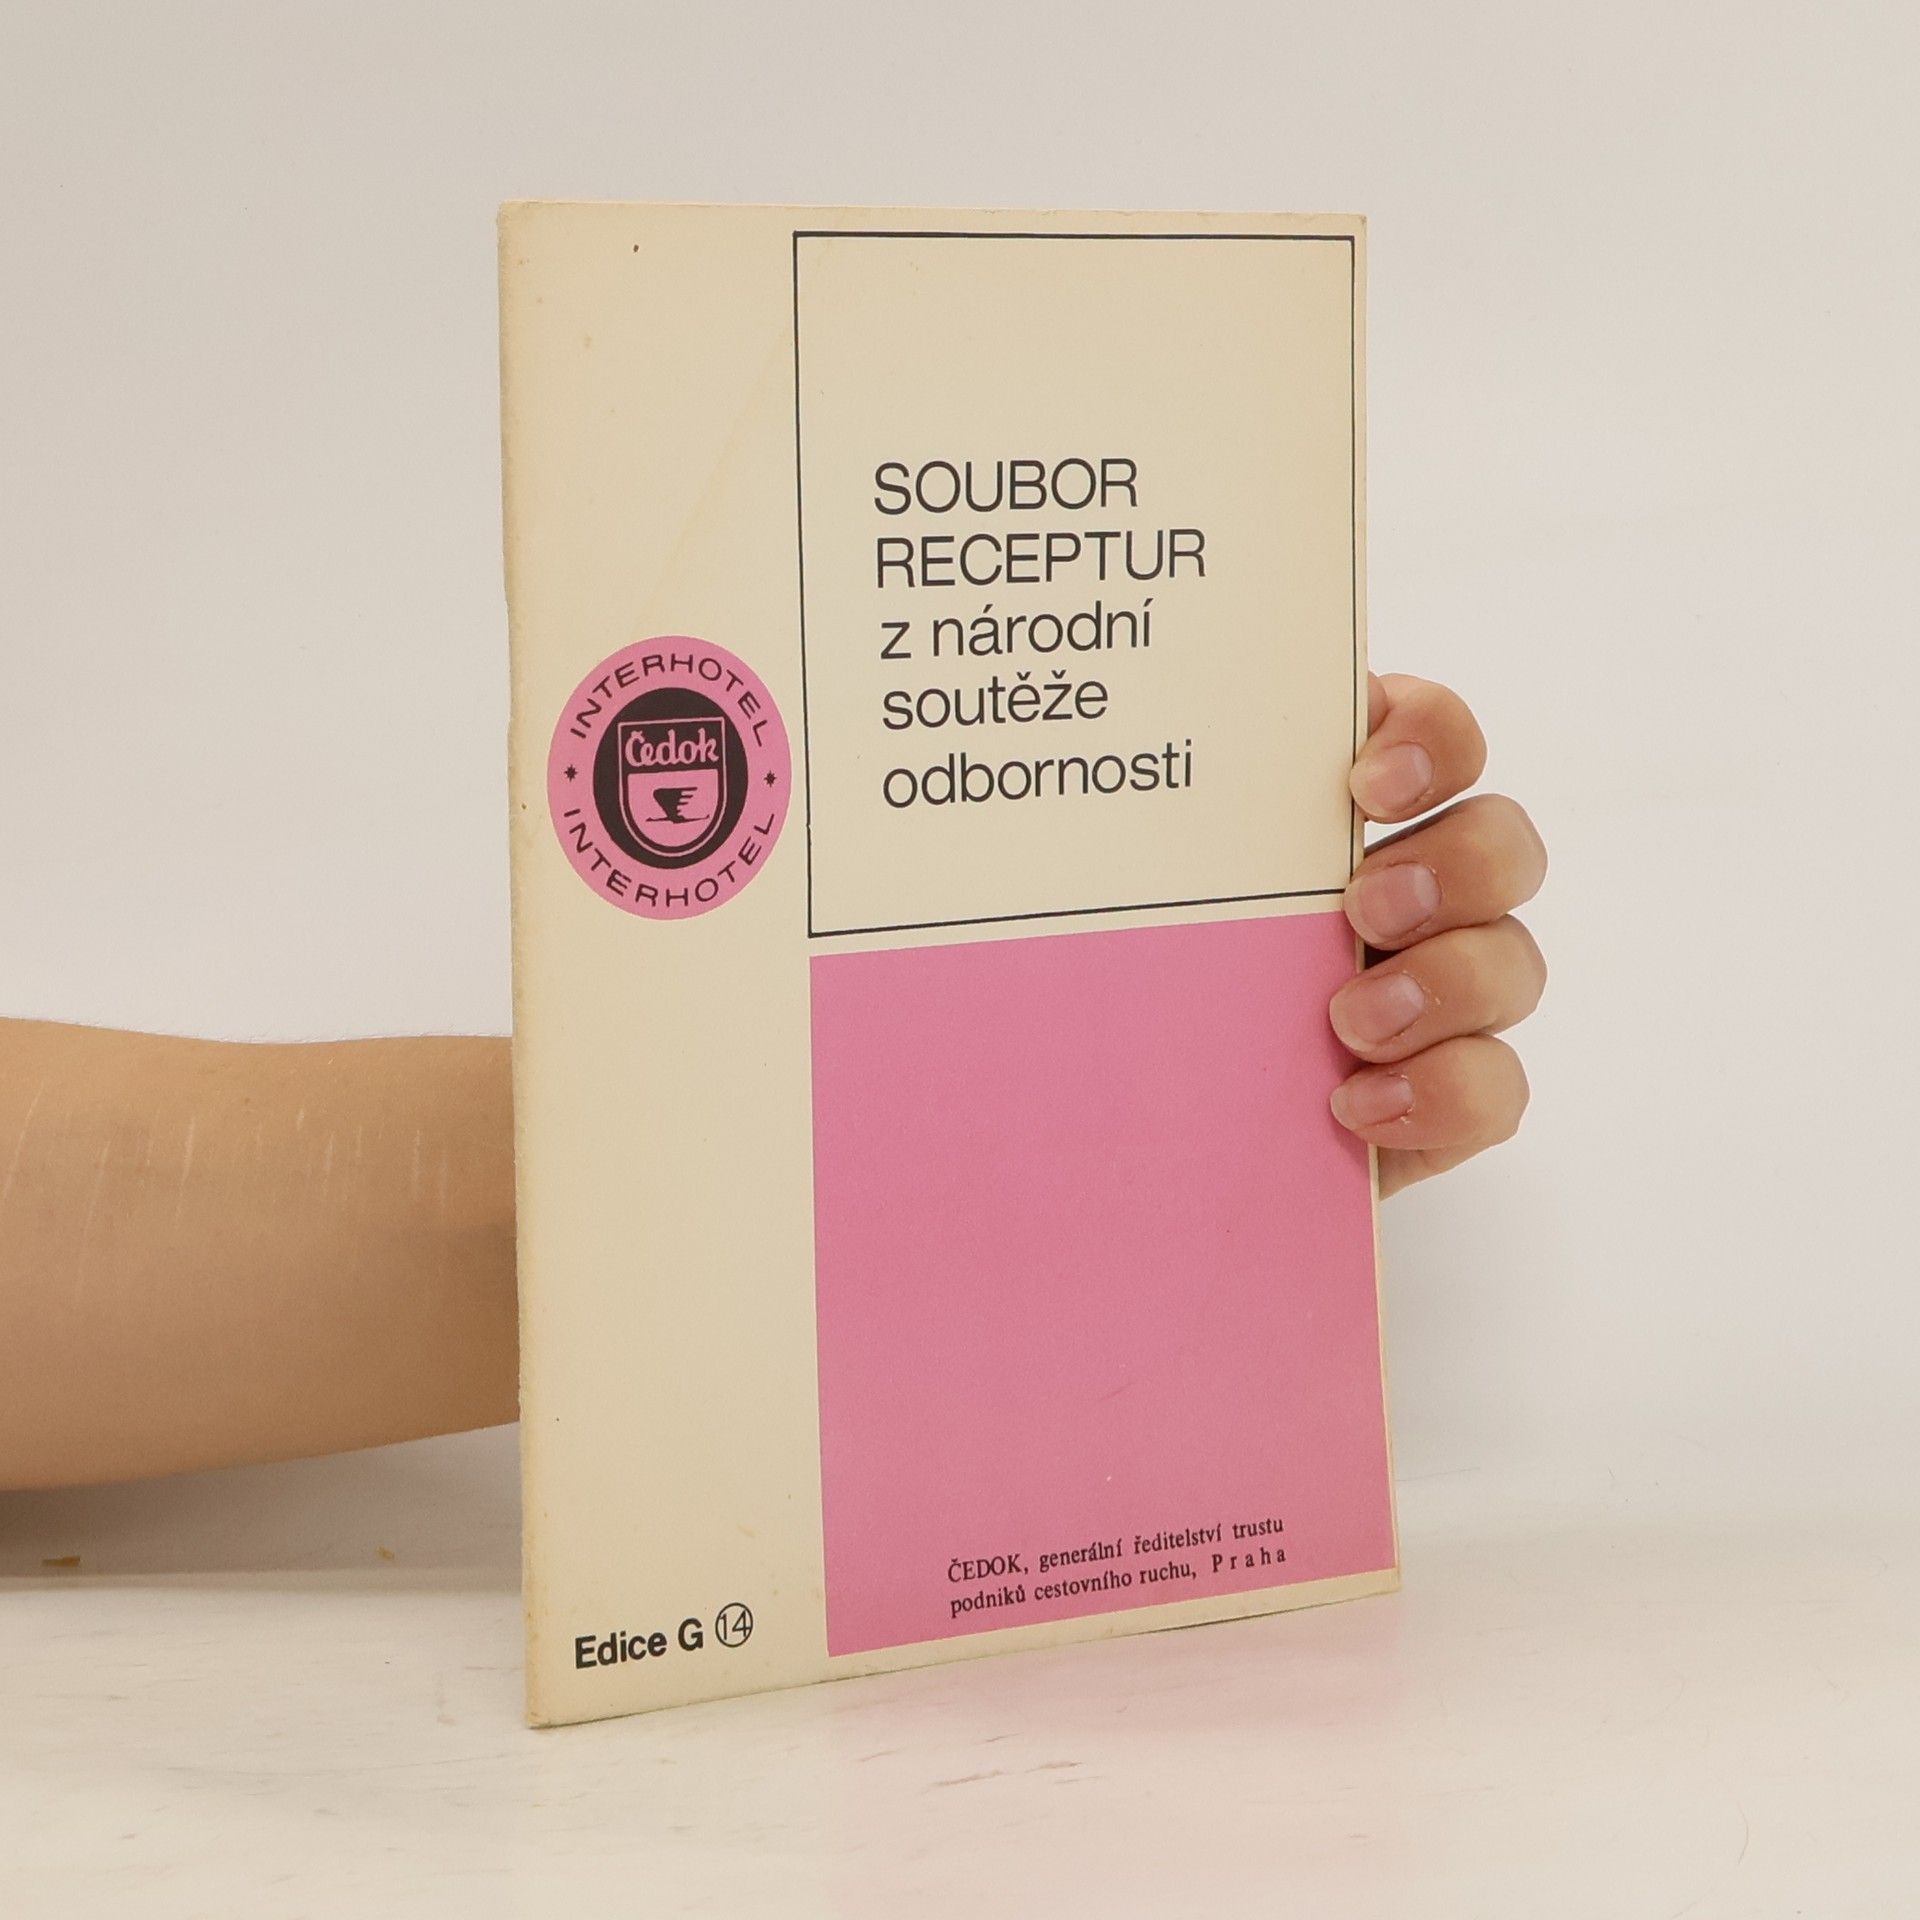 SOUBOR
RECEPTUR
z národní
soutěže
odbornosti
INTERHOTEL
Čedok
INTERHOTEL
ČEDOK, generální ředitelství trustu
podniků cestovního ruchu, Praha
Edice G 14